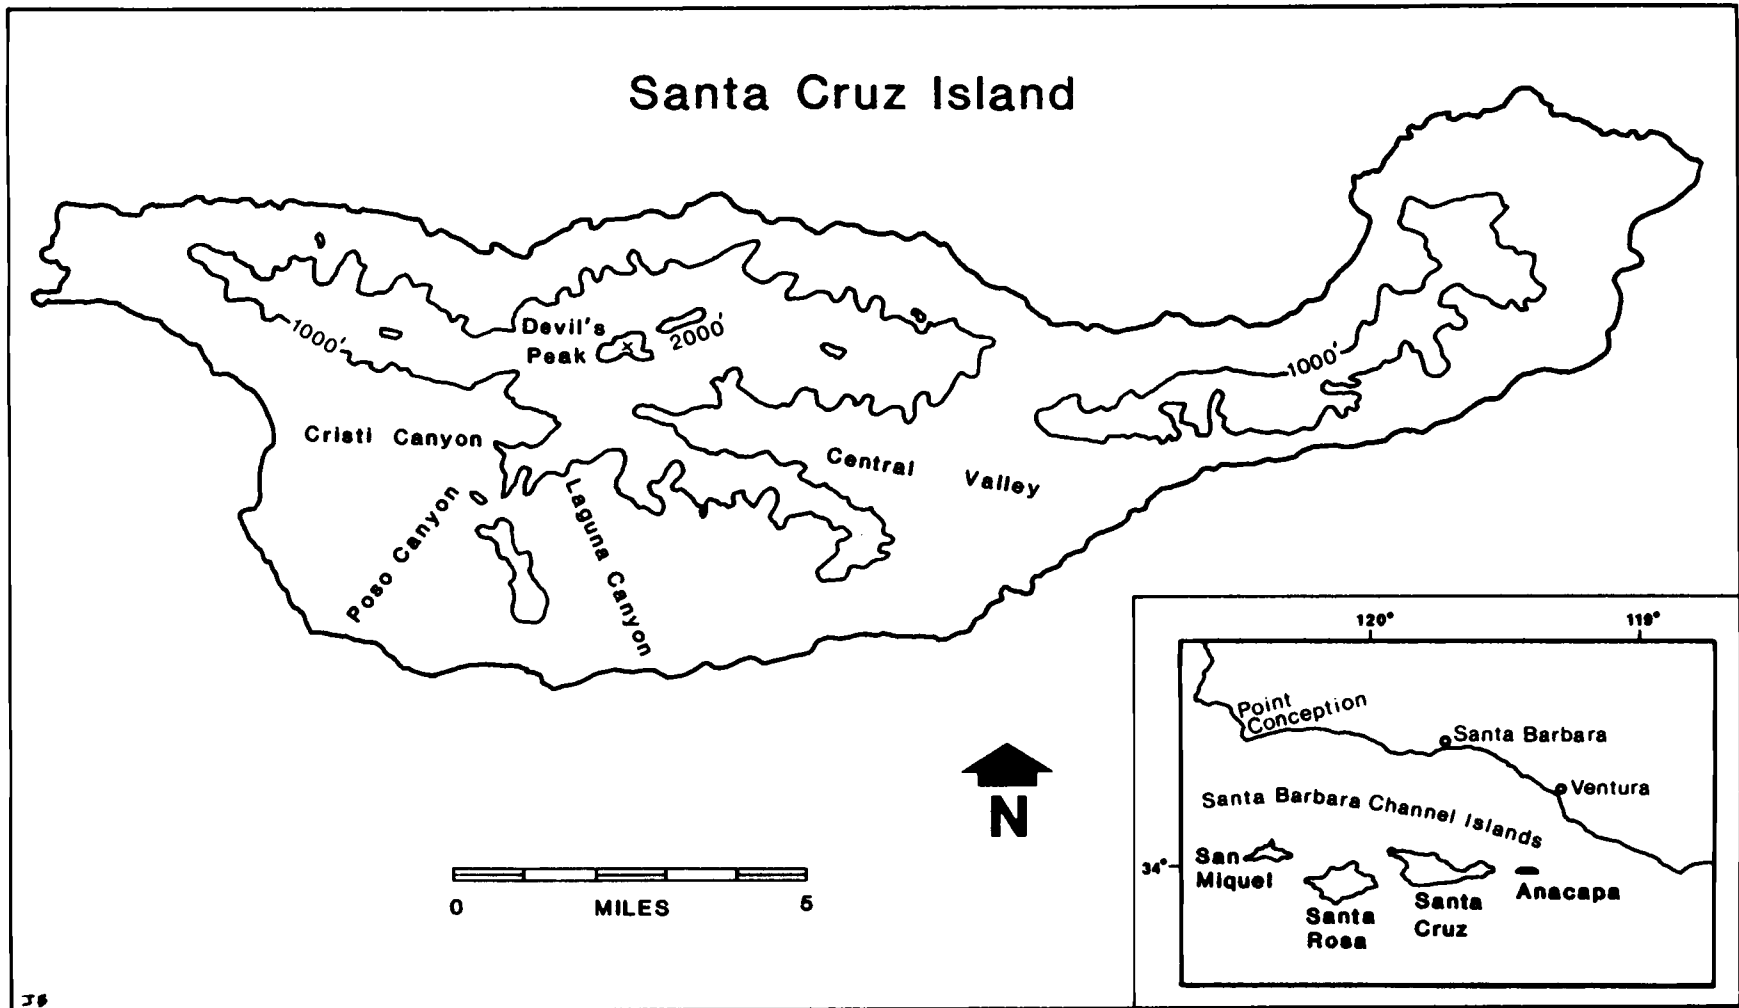 Santa Cruz Island
1000'
Devil's
Peak
x
2000'
1000'
Cristi Canyon
Central Valley
Poso Canyon
Laguna Canyon
N
0 MILES 5
120° 119°
Point
Conception
Santa Barbara
Ventura
Santa Barbara Channel Islands
34°
San
Miquel
Santa
Rosa
Santa
Cruz
Anacapa
JB